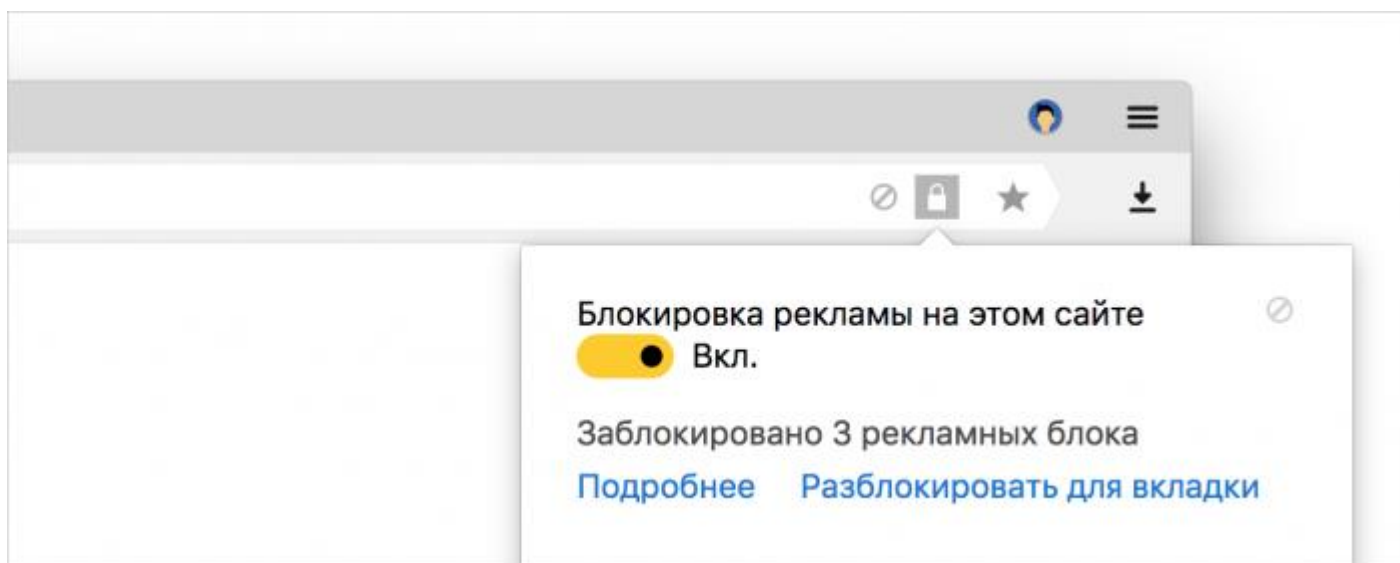 Блокировка рекламы на этом сайте
Вкл.
Заблокировано 3 рекламных блока
Подробнее Разблокировать для вкладки